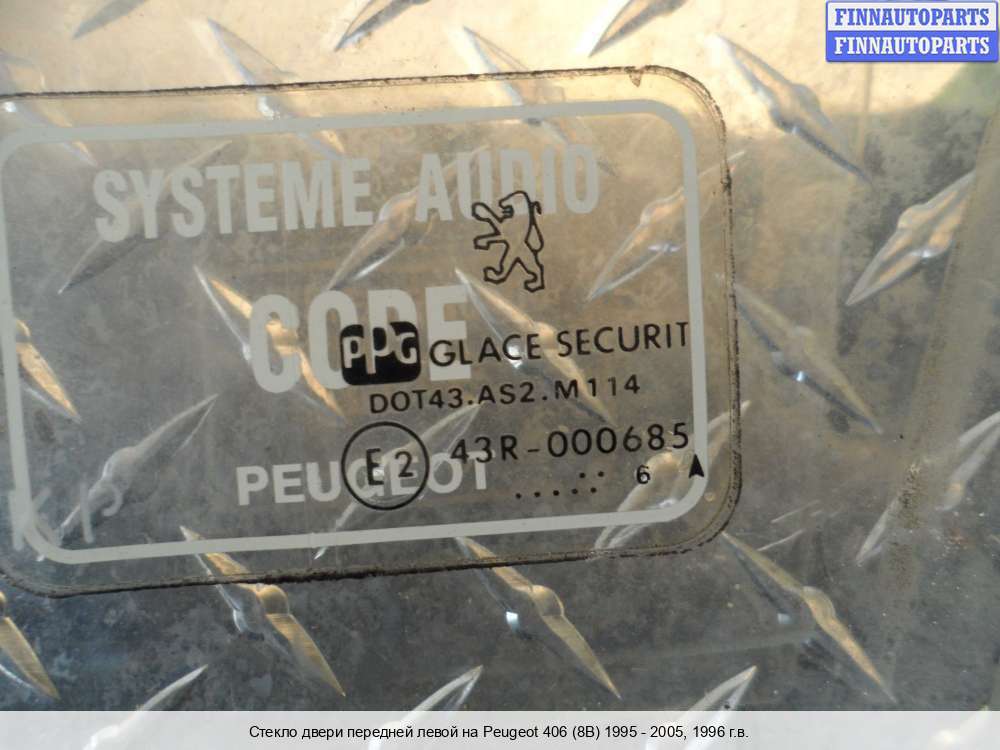 FINNAUTOPARTS
FINNAUTOPARTS
SYSTEME AUDIO
CODE
PPG GLACE SECURIT
DOT43.AS2.M114
E2 43R-000685
PEUGEOT
..... 6
Стекло двери передней левой на Peugeot 406 (8B) 1995 - 2005, 1996 г.в.